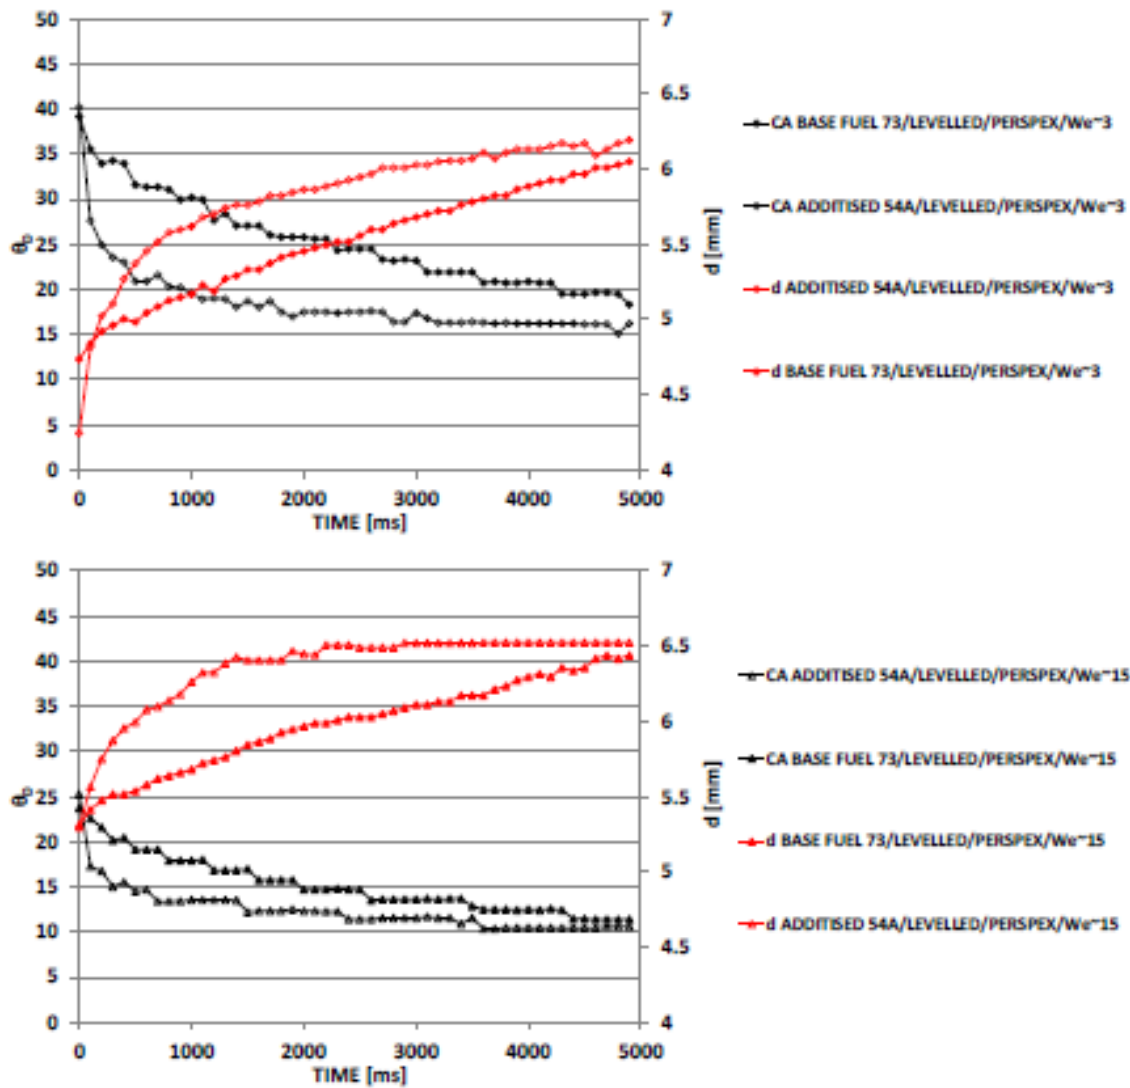 50
45
40
35
30
25
20
15
10
5
0
θD
7
6.5
6
5.5
5
4.5
4
d [mm]
0 1000 2000 3000 4000 5000
TIME [ms]
CA BASE FUEL 73/LEVELLED/PERSPEX/We~3
CA ADDITISED 54A/LEVELLED/PERSPEX/We~3
d ADDITISED 54A/LEVELLED/PERSPEX/We~3
d BASE FUEL 73/LEVELLED/PERSPEX/We~3
50
45
40
35
30
25
20
15
10
5
0
θD
7
6.5
6
5.5
5
4.5
4
d [mm]
0 1000 2000 3000 4000 5000
TIME [ms]
CA ADDITISED 54A/LEVELLED/PERSPEX/We~15
CA BASE FUEL 73/LEVELLED/PERSPEX/We~15
d BASE FUEL 73/LEVELLED/PERSPEX/We~15
d ADDITISED 54A/LEVELLED/PERSPEX/We~15